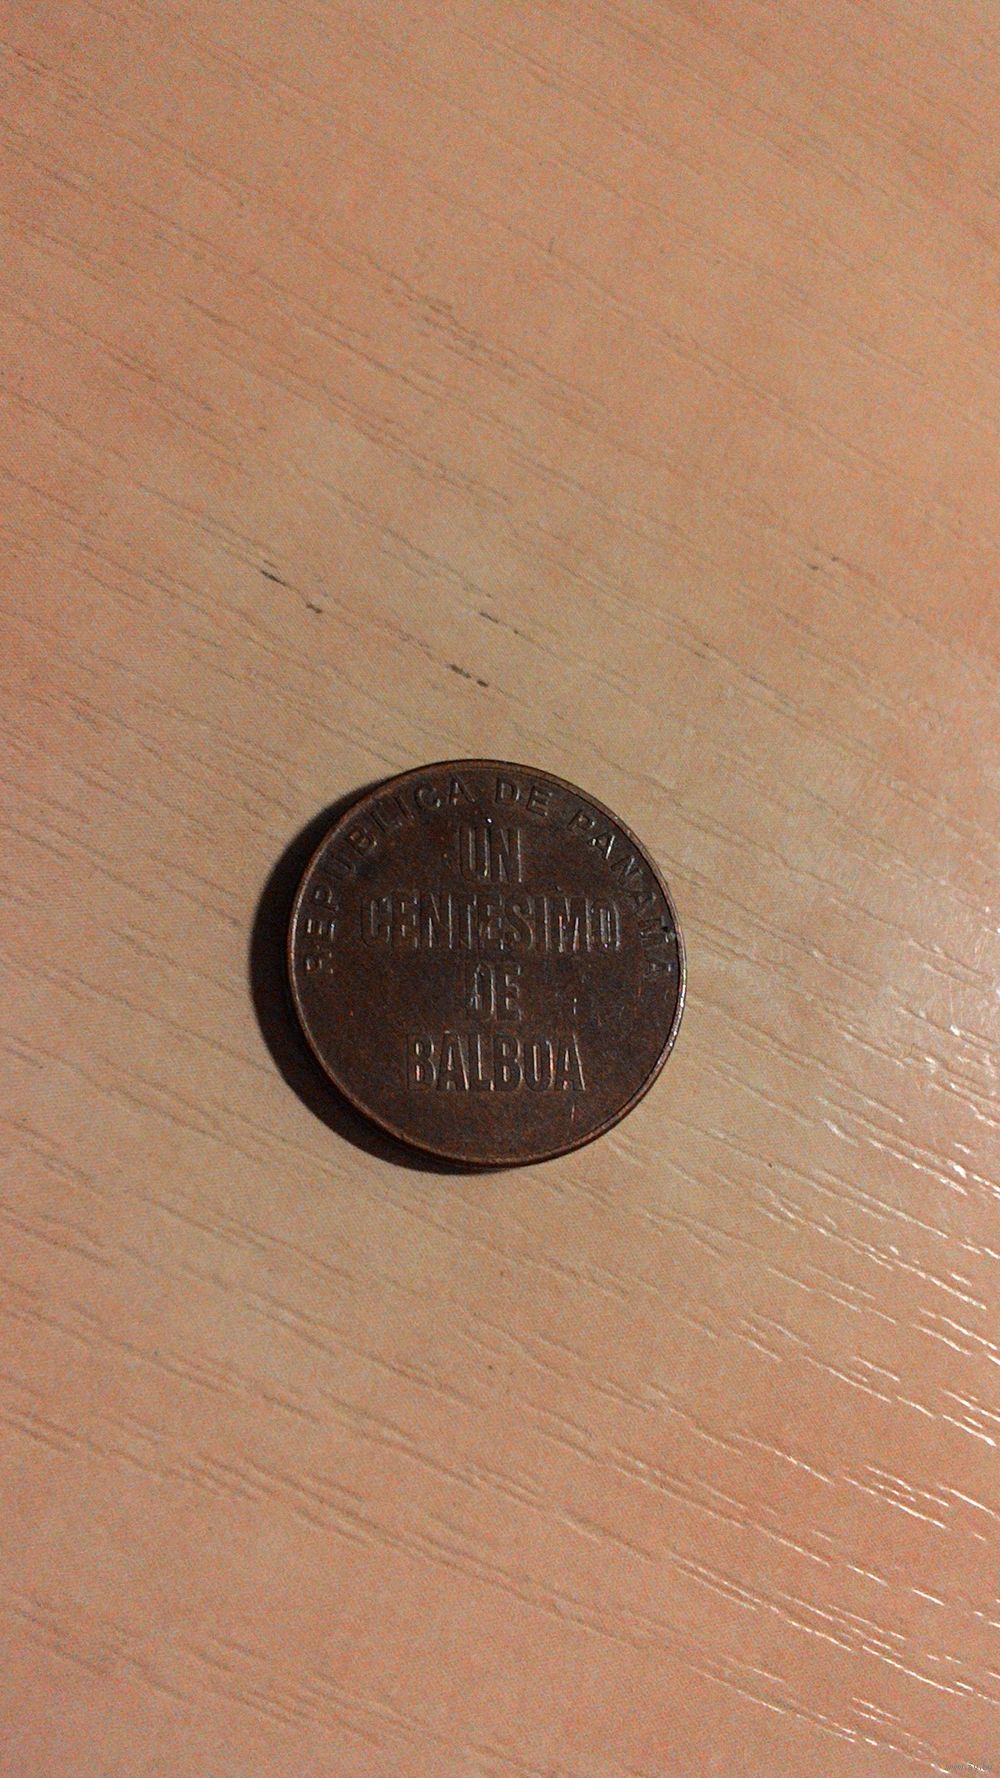 REPUBLICA DE PANAMA
UN
CENTESIMO
DE
BALBOA